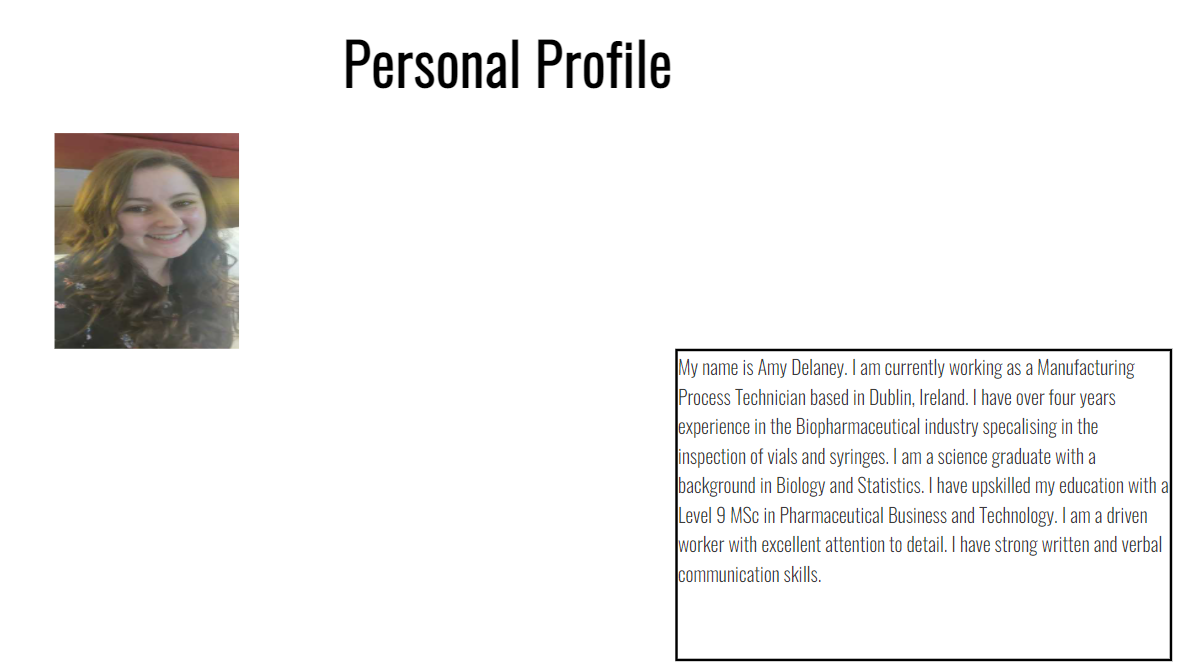 Personal Profile
My name is Amy Delaney. I am currently working as a Manufacturing
Process Technician based in Dublin, Ireland. I have over four years
experience in the Biopharmaceutical industry specalising in the
inspection of vials and syringes. I am a science graduate with a
background in Biology and Statistics. I have upskilled my education with a
Level 9 MSc in Pharmaceutical Business and Technology. I am a driven
worker with excellent attention to detail. I have strong written and verbal
communication skills.